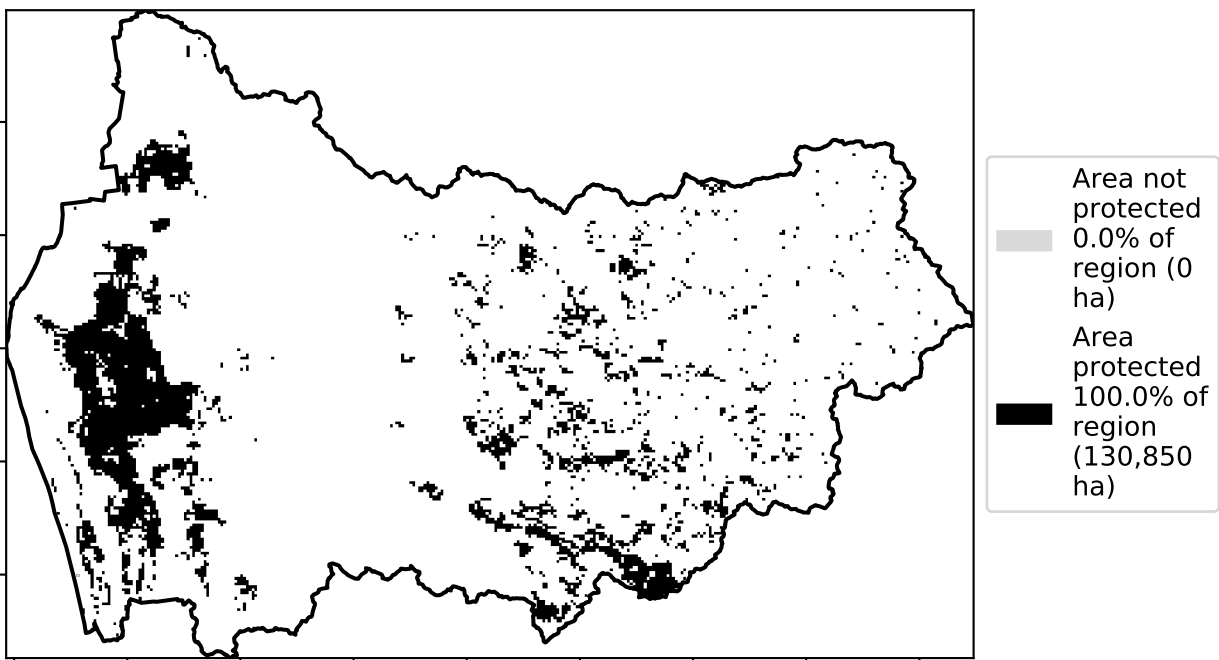 Area not
protected
0.0% of
region (0
ha)
Area
protected
100.0% of
region
(130,850
ha)